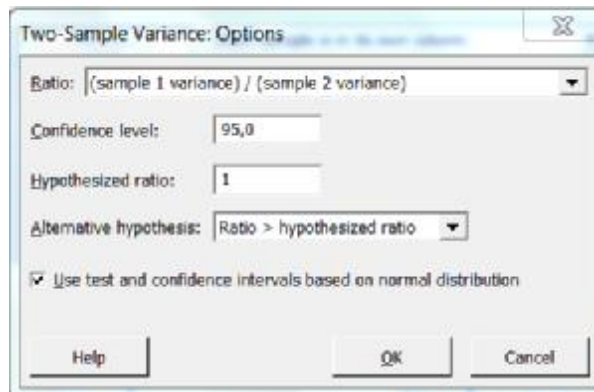 Two-Sample Variance: Options
Ratio: (sample 1 variance) / (sample 2 variance)
Confidence level: 95,0
Hypothesized ratio: 1
Alternative hypothesis: Ratio > hypothesized ratio
Use test and confidence intervals based on normal distribution
Help OK Cancel